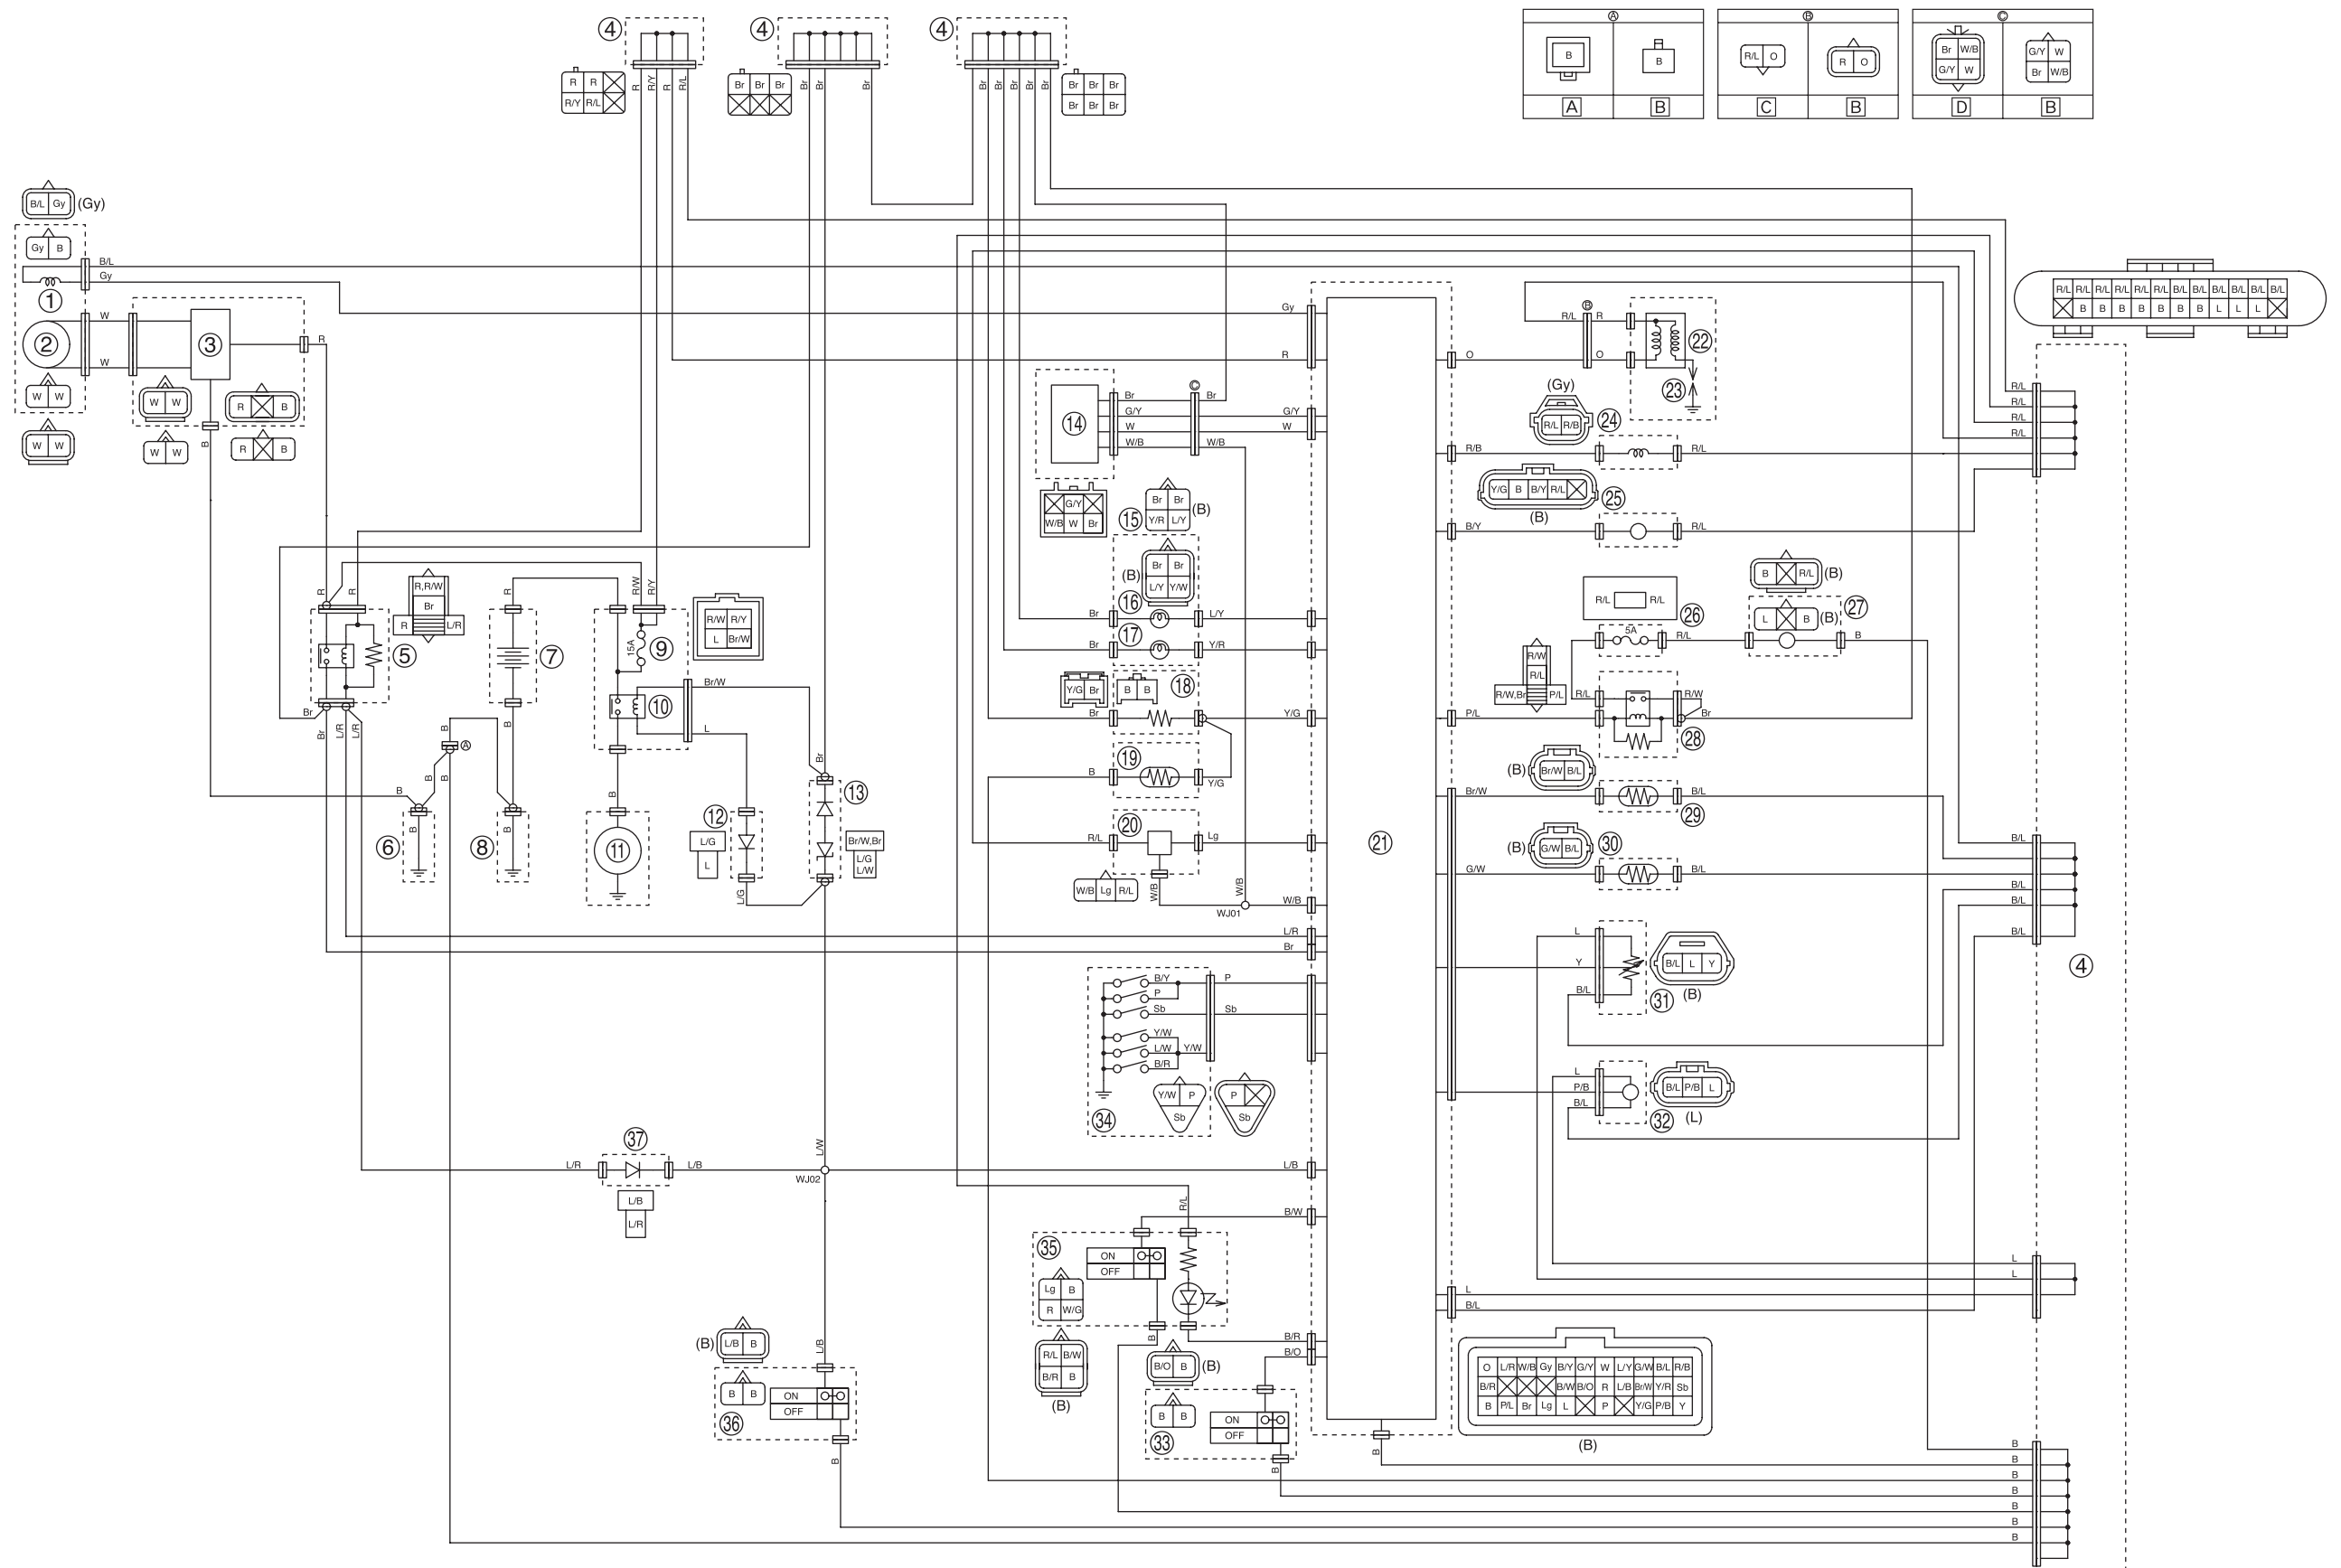 ④ ④ ④
R R
R/Y R/L
R R/Y R R/L
Br Br Br
Br Br Br
Br Br Br Br Br
Br Br Br
Br Br Br
Ⓐ Ⓑ Ⓒ
B B
R/L O R O
Br W/B
G/Y W
G/Y W
Br W/B
A B C B D B
B/L Gy (Gy)
Gy B
B/L
Gy
①
②
③
W
W
R
W W
W W
W W
W W
R B
R B
B
R/L R/L R/L R/L R/L R/L B/L B/L B/L B/L B/L B/L
B B B B B B B L L L
Gy
R
O
R/L Ⓑ R
O
㉒
㉓
⑭
Br Ⓒ Br
G/Y G/Y
W W
W/B W/B
(Gy)
R/L R/B ㉔
R/B R/L
Y/G B B/Y R/L
(B)
㉕
B/Y R/L
R/L
R/L
R/L
R/L
G/Y
W/B W Br
⑮ Br Br
Y/R L/Y (B)
(B) Br Br
L/Y Y/W
⑯
Br L/Y
⑰
Br Y/R
Y/G Br
B B ⑱
Br Y/G
⑲
B Y/G
⑳
R/L Lg
W/B Lg R/L
W/B
W/B
WJ01
W/B
㉑
R R
R,R/W
Br
R L/R
⑤
R
⑦
R/W R/Y
15A
⑨
R/W R/Y
L Br/W
⑩
Br/W
L
Br
Br L/R L/R
B
Ⓐ
B B
B
B
⑥ B
⑧ B
B
⑪
⑫
L/G
L
L/G
Br
⑬
Br/W,Br
L/G
L/W
R/L R/L
㉖
5A
R/L
B R/L (B)
L B (B)
㉗
B
R/W
R/L
R/W,Br P/L
R/L R/W
P/L Br
㉘
(B) Br/W B/L
Br/W B/L
㉙
(B) G/W B/L
㉚
G/W B/L
B/L
B/L
B/L
B/L
L/R
Br
L
Y
B/L
B/L L Y
(B)
㉛
④
B/Y P
P
Sb Sb
Y/W
L/W Y/W
B/R
Y/W P
Sb
P
Sb
㉞
L
P/B
B/L
B/L P/B L
(L)
㉜
L/W
㊲
L/R L/B
L/B
L/R
WJ02
L/B
R/L
B/W
㉟
ON
OFF
Lg B
R W/G
B
R/L B/W
B/R B
(B)
B/R
B/O
B/O B (B)
B B
㉝
ON
OFF
B
L
L
L
B/L
O L/R W/B Gy B/Y G/Y W L/Y G/W B/L R/B
B/R B/W B/O R L/B Br/W Y/R Sb
B P/L Br Lg L P Y/G P/B Y
(B)
(B) L/B B
L/B
B B
㊱
ON
OFF
B
B
B
B
B
B
B
B
B